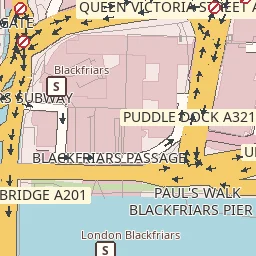 QUEEN VICTORIA STREET A
GATE
Blackfriars
S
RS SUBWAY
PUDDLE DOCK A321
BLACKFRIARS PASSAGE
U
BRIDGE A201
PAUL'S WALK
BLACKFRIARS PIER
London Blackfriars
S